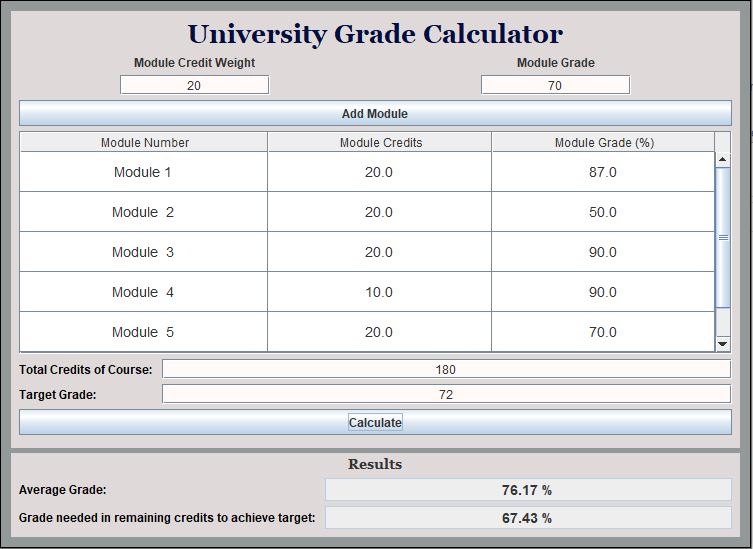 University Grade Calculator
Module Credit Weight Module Grade
20 70
Add Module
Module Number Module Credits Module Grade (%)
Module 1 20.0 87.0
Module 2 20.0 50.0
Module 3 20.0 90.0
Module 4 10.0 90.0
Module 5 20.0 70.0
Total Credits of Course: 180
Target Grade: 72
Calculate
Results
Average Grade: 76.17 %
Grade needed in remaining credits to achieve target: 67.43 %